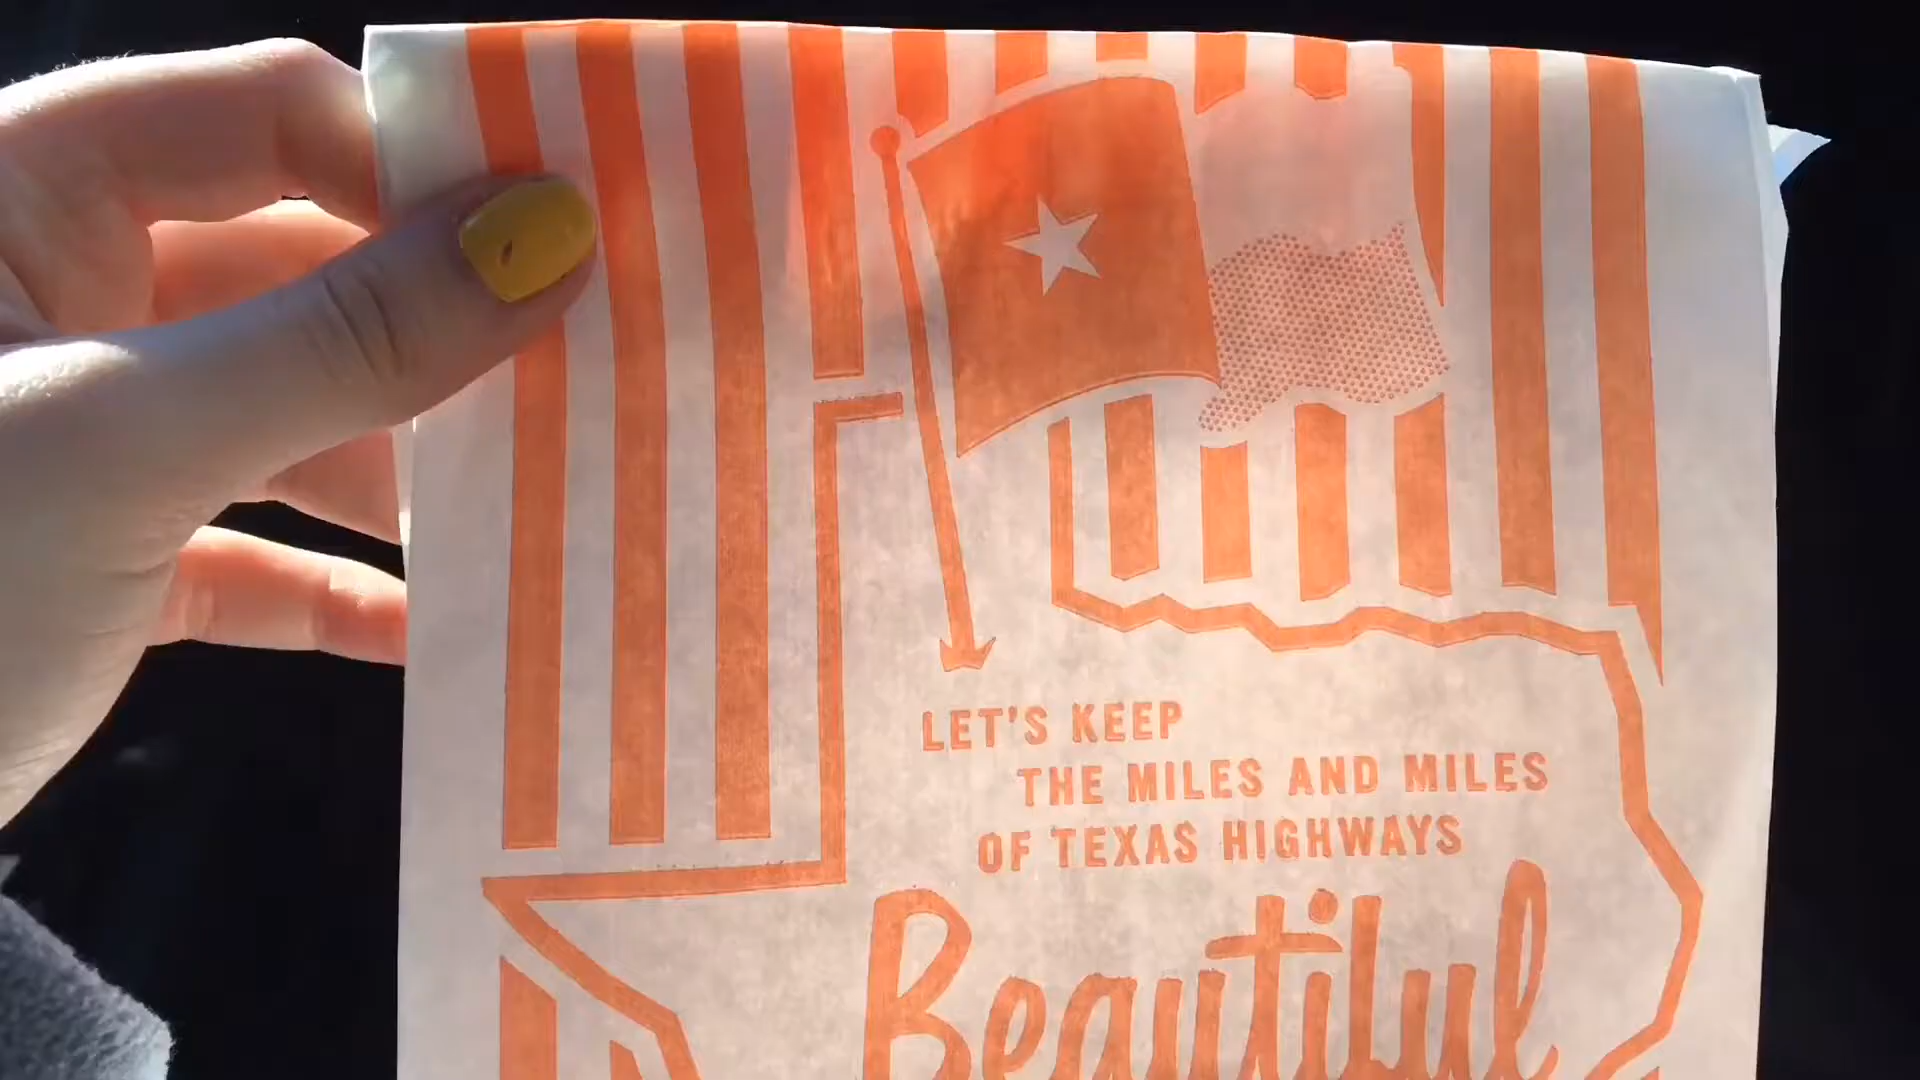 LET'S KEEP
THE MILES AND MILES
OF TEXAS HIGHWAYS
Beautiful